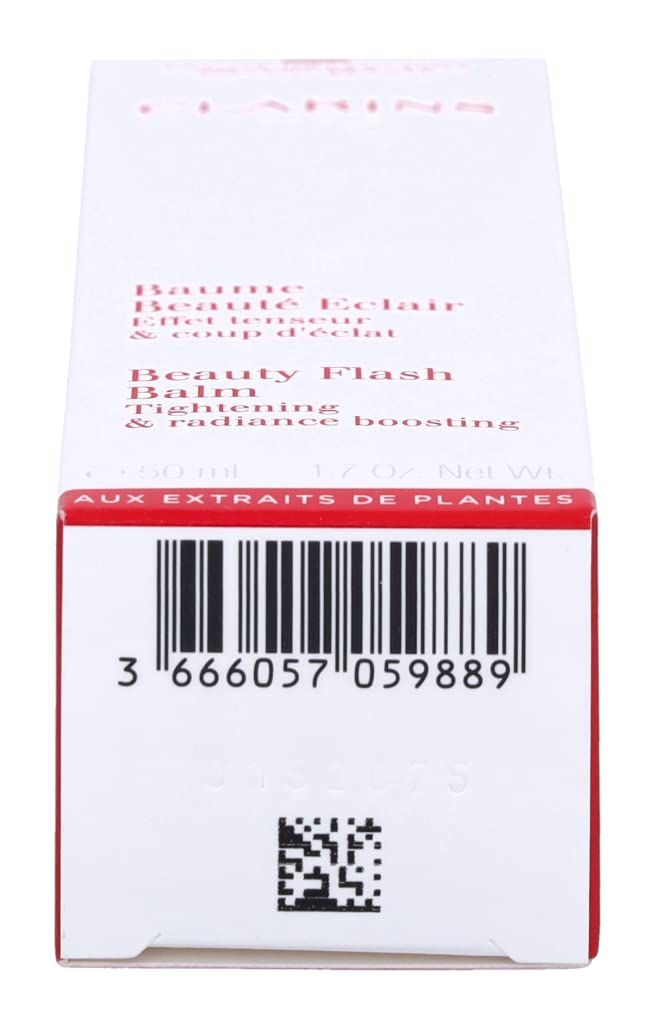 CLARINS
Baume
Beauté Eclair
Effet tenseur
& coup d'éclat
Beauty Flash
Balm
Tightening
& radiance boosting
50 ml 1.7 Oz. Net Wt.
AUX EXTRAITS DE PLANTES
3 666057 059889